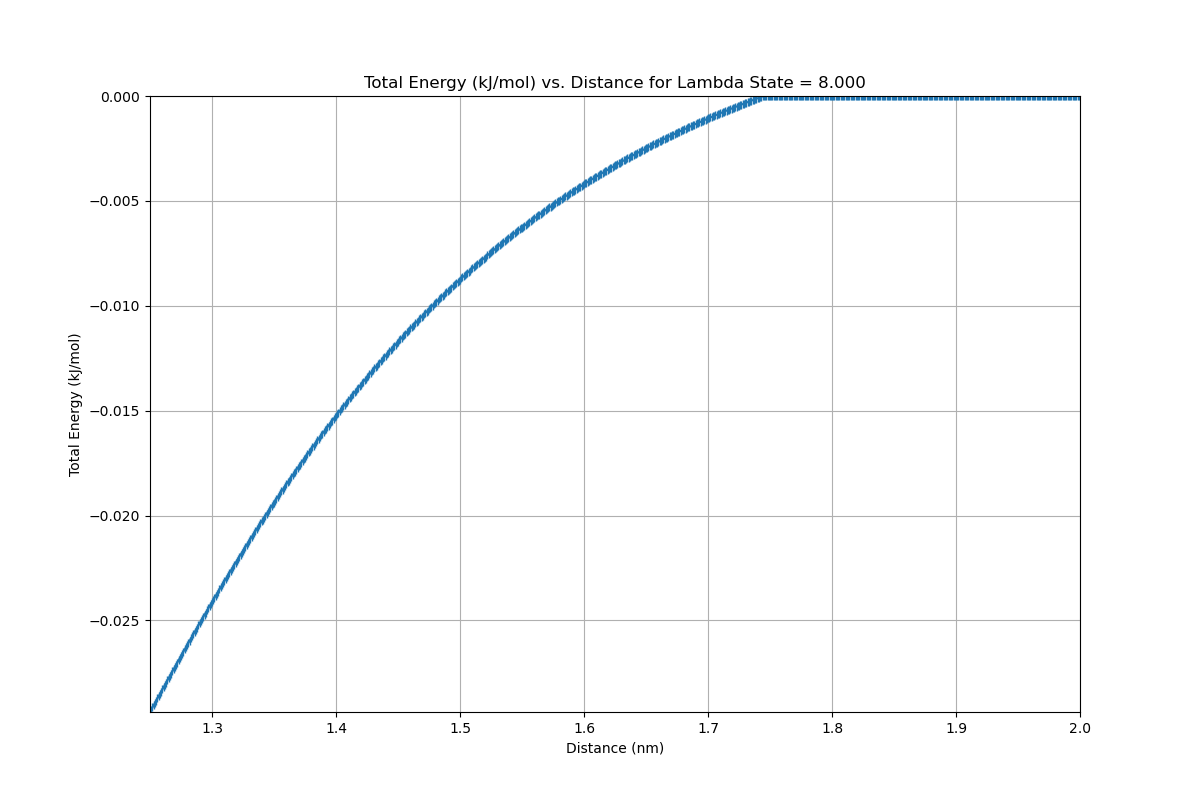 Total Energy (kJ/mol) vs. Distance for Lambda State = 8.000
0.000
−0.005
−0.010
−0.015
−0.020
−0.025
Total Energy (kJ/mol)
1.3 1.4 1.5 1.6 1.7 1.8 1.9 2.0
Distance (nm)